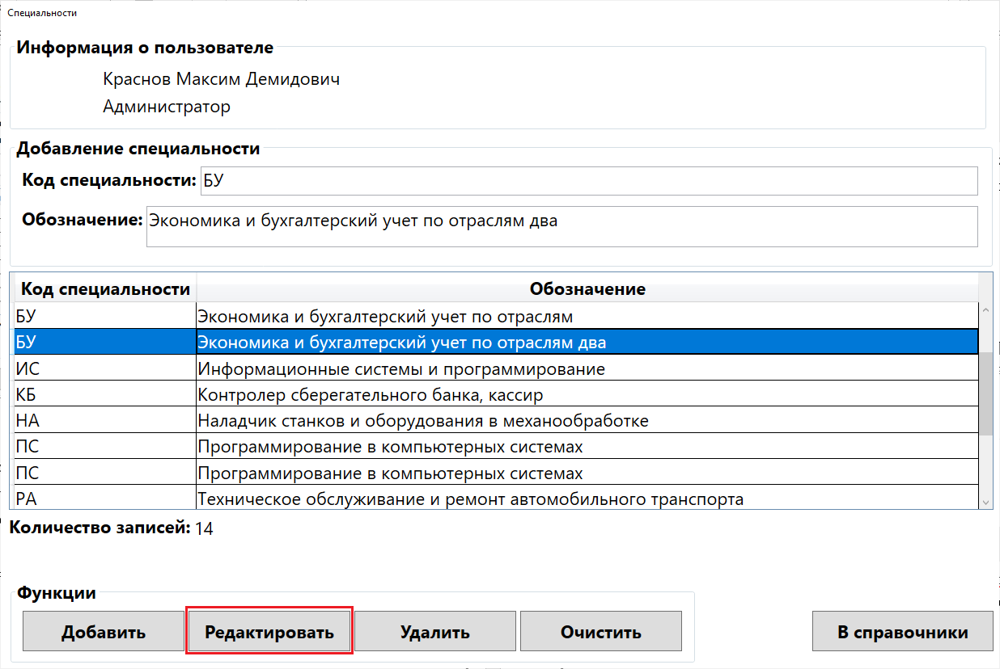 Специальности
Информация о пользователе
Краснов Максим Демидович
Администратор
Добавление специальности
Код специальности: БУ
Обозначение: Экономика и бухгалтерский учет по отраслям два
Код специальности Обозначение
БУ Экономика и бухгалтерский учет по отраслям
БУ Экономика и бухгалтерский учет по отраслям два
ИС Информационные системы и программирование
КБ Контролер сберегательного банка, кассир
НА Наладчик станков и оборудования в механообработке
ПС Программирование в компьютерных системах
ПС Программирование в компьютерных системах
РА Техническое обслуживание и ремонт автомобильного транспорта
Количество записей: 14
Функции
Добавить Редактировать Удалить Очистить В справочники